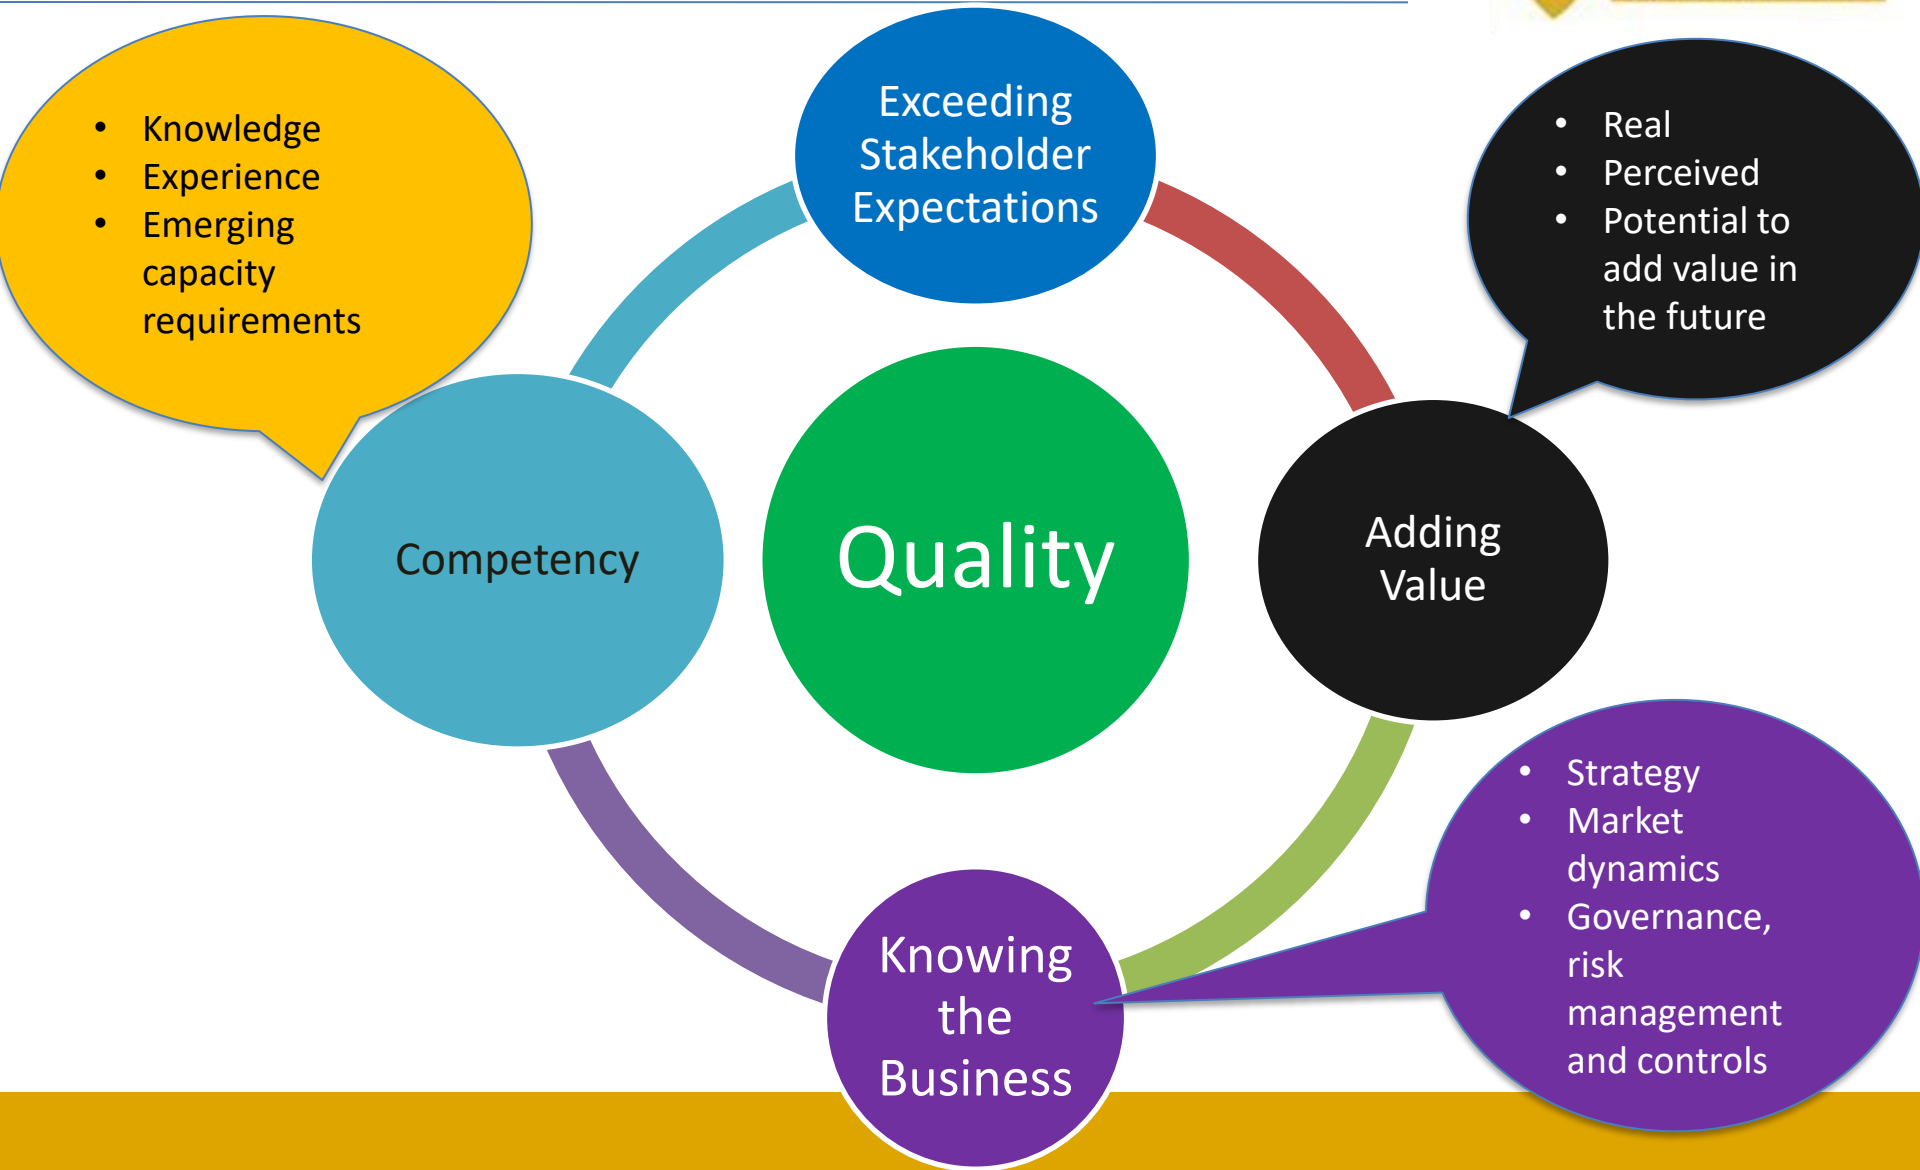 • Knowledge
• Experience
• Emerging
capacity
requirements
Exceeding
Stakeholder
Expectations
• Real
• Perceived
• Potential to
add value in
the future
Competency
Quality
Adding
Value
Knowing
the
Business
• Strategy
• Market
dynamics
• Governance,
risk
management
and controls